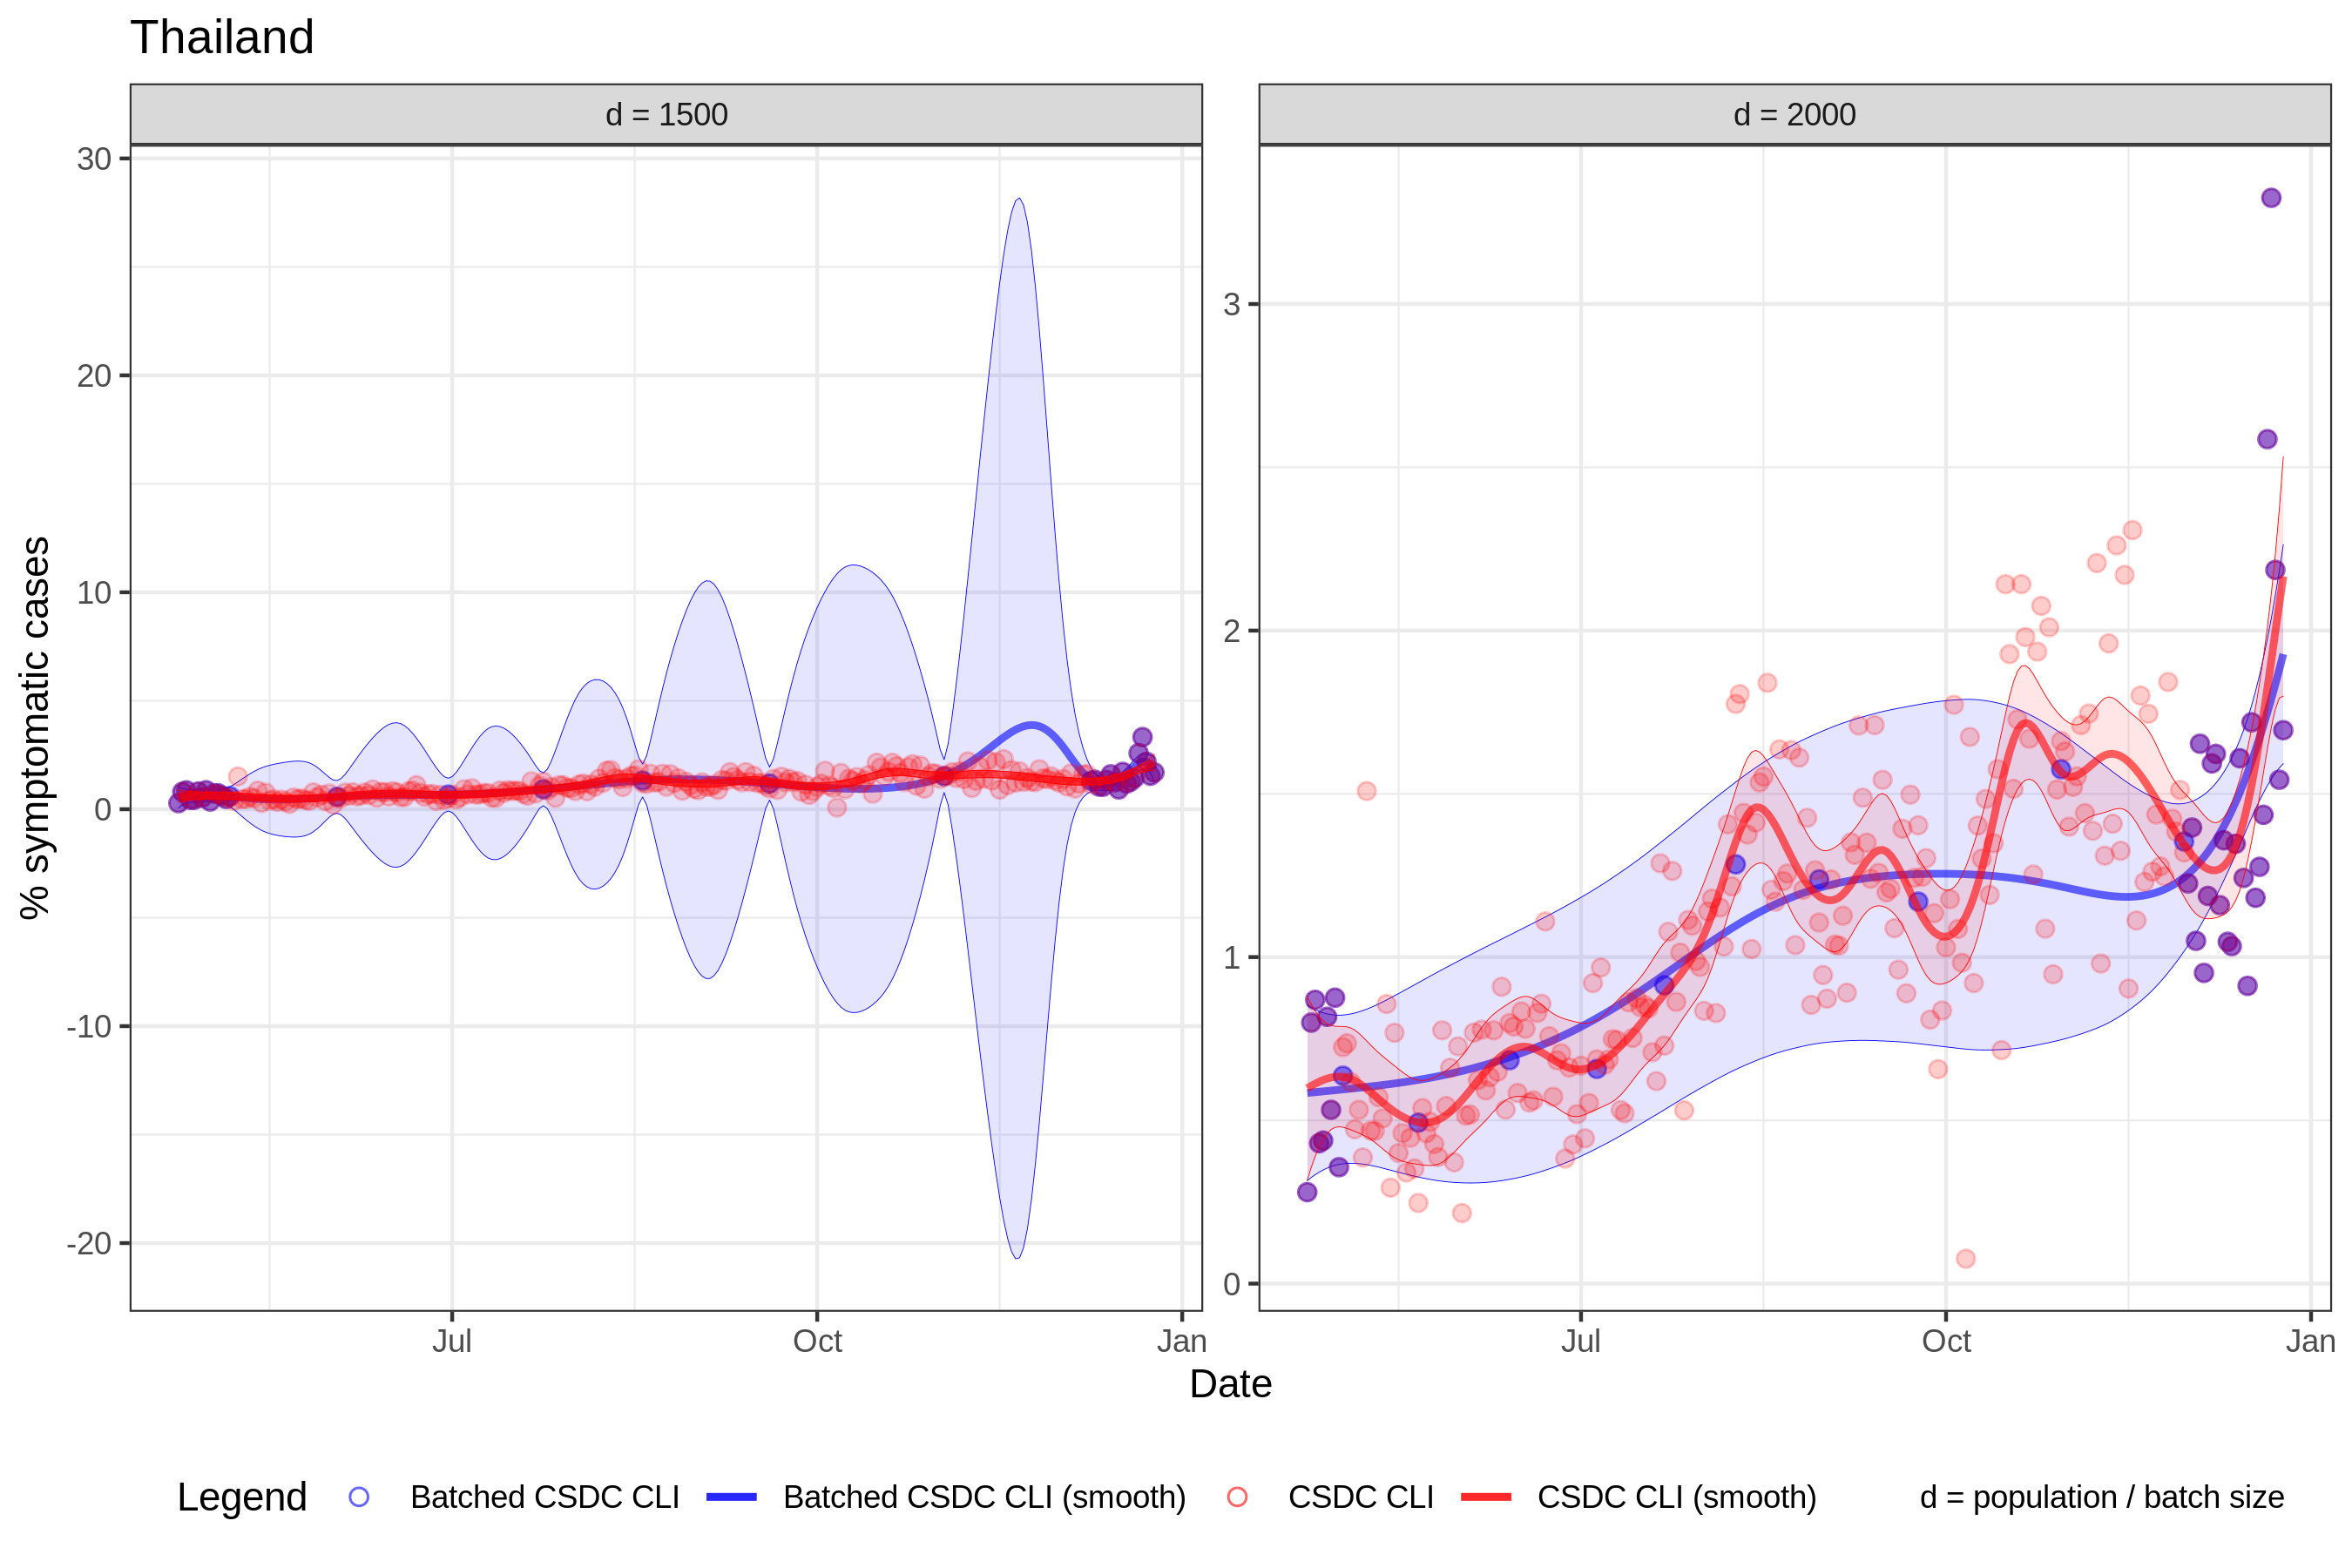 Thailand
d = 1500
d = 2000
% symptomatic cases
30
20
10
0
-10
-20
3
2
1
0
Jul
Oct
Jan
Jul
Oct
Jan
Date
Legend
Batched CSDC CLI
Batched CSDC CLI (smooth)
CSDC CLI
CSDC CLI (smooth)
d = population / batch size